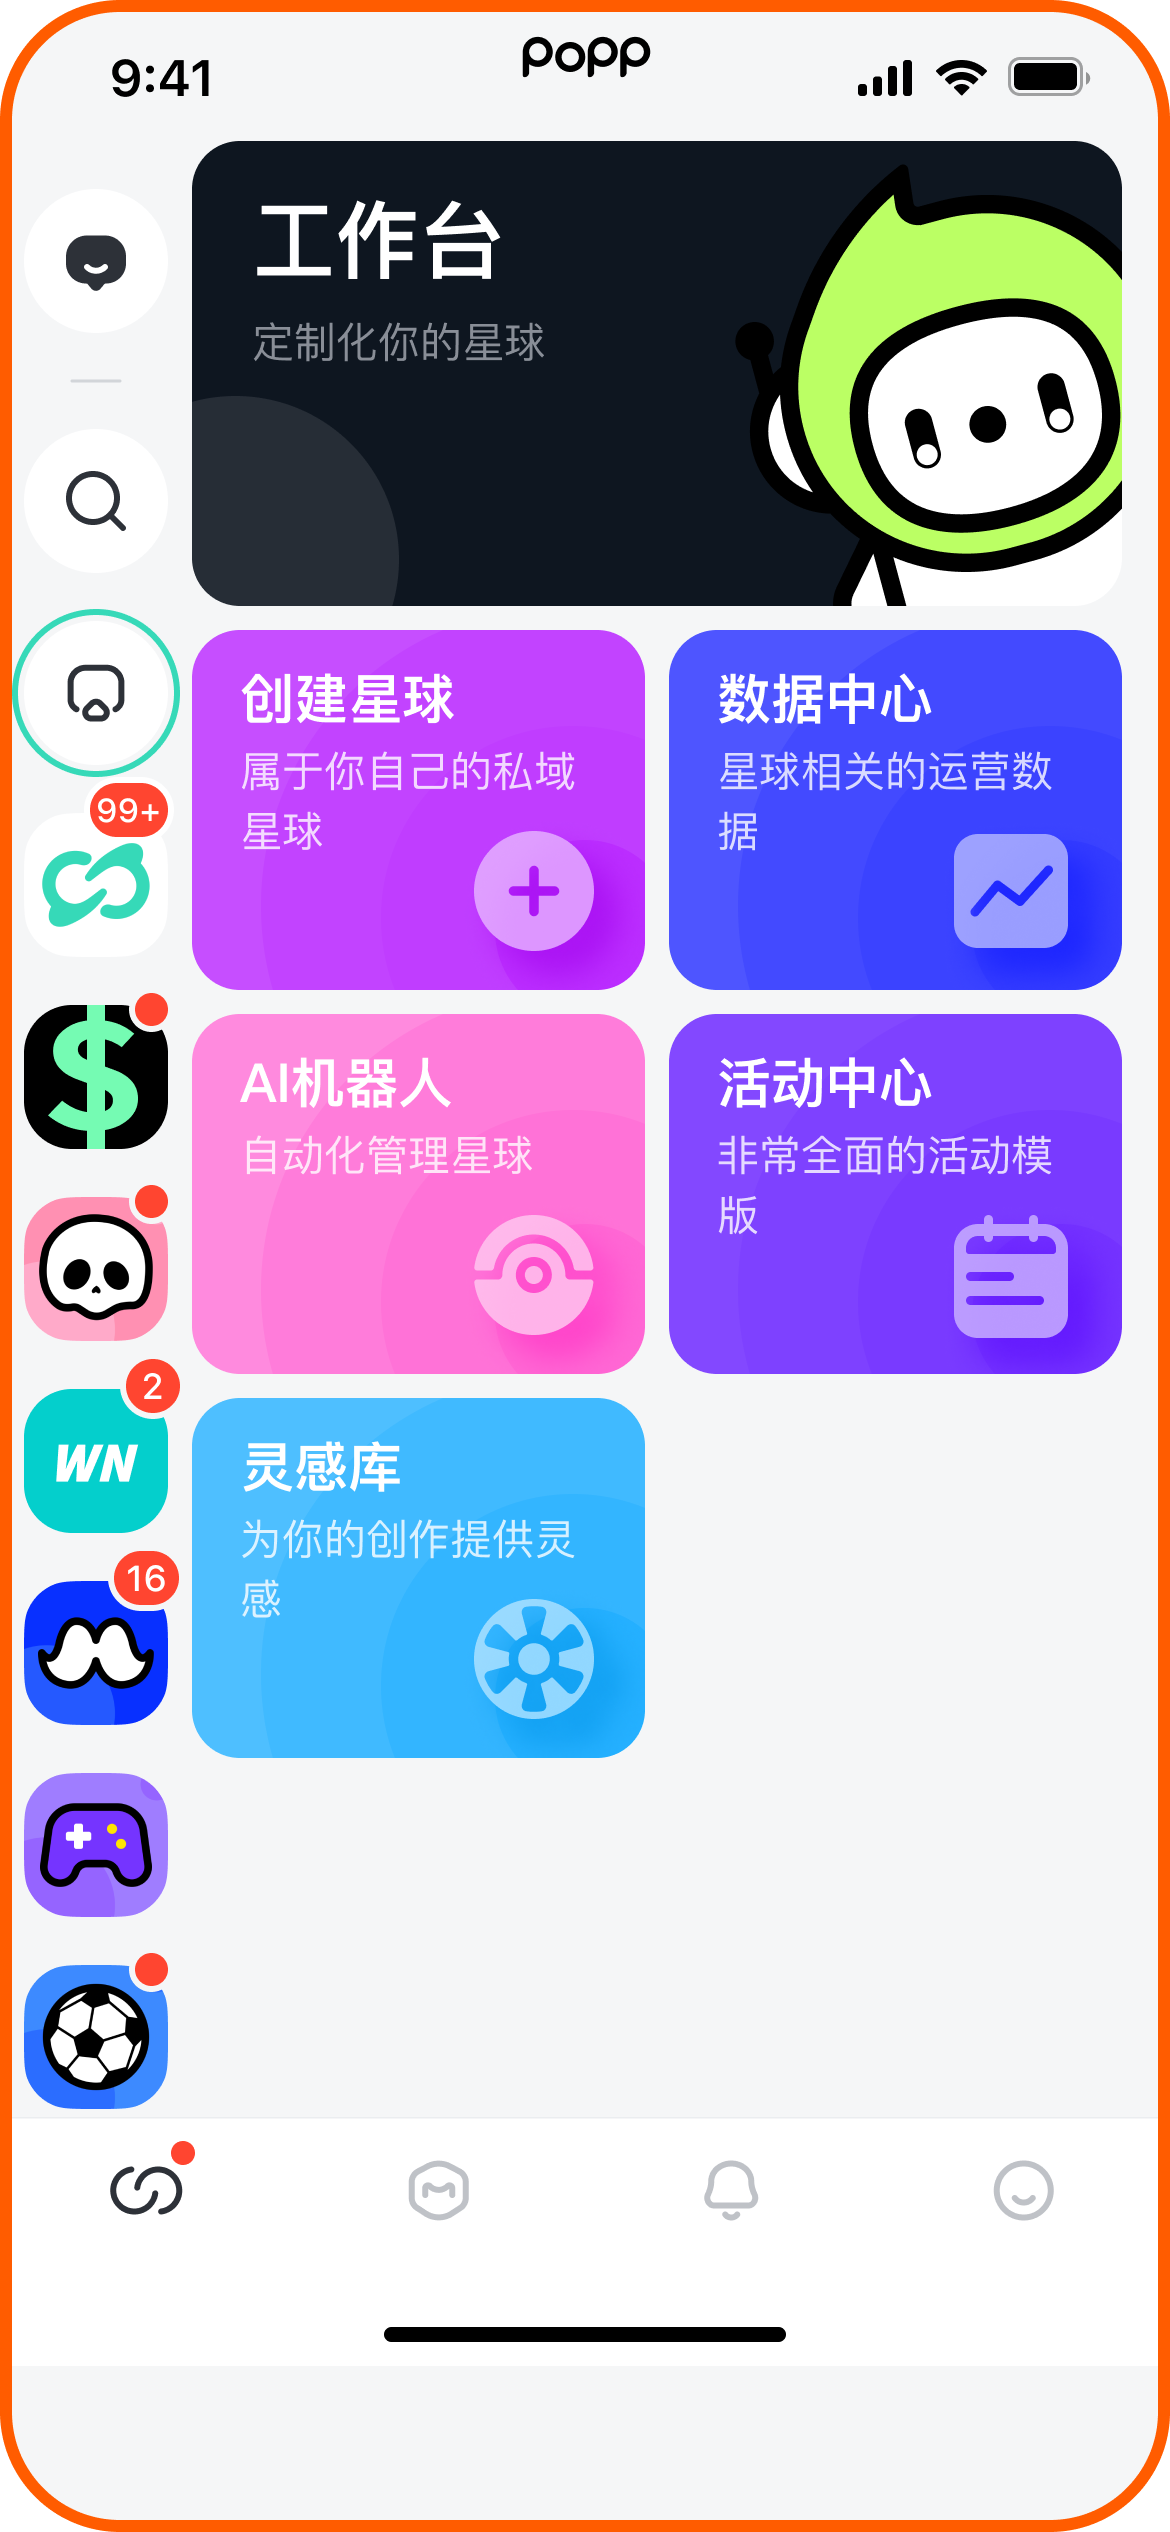 9:41
popp
工作台
定制化你的星球
创建星球
属于你自己的私域
星球
数据中心
星球相关的运营数
据
99+
AI机器人
自动化管理星球
活动中心
非常全面的活动模
版
2
WN
灵感库
为你的创作提供灵
感
16